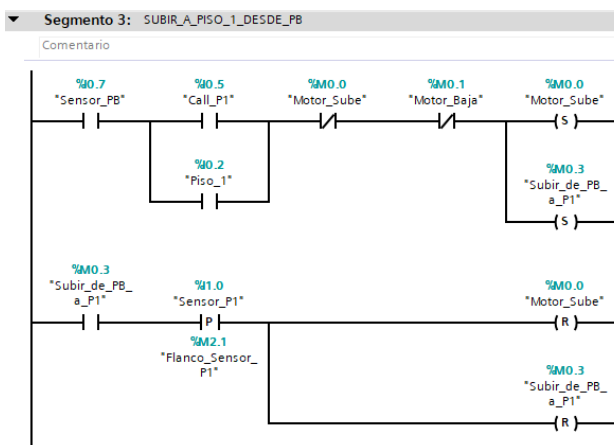 Segmento 3: SUBIR_A_PISO_1_DESDE_PB
Comentario
%I0.7 %I0.5 %M0.0 %M0.1 %M0.0
"Sensor_PB" "Call_P1" "Motor_Sube" "Motor_Baja" "Motor_Sube"
S
%I0.2 %M0.3
"Piso_1" "Subir_de_PB_
a_P1"
S
%M0.3
"Subir_de_PB_ %I1.0 %M0.0
a_P1" "Sensor_P1" "Motor_Sube"
P R
%M2.1
"Flanco_Sensor_ %M0.3
P1" "Subir_de_PB_
a_P1"
R